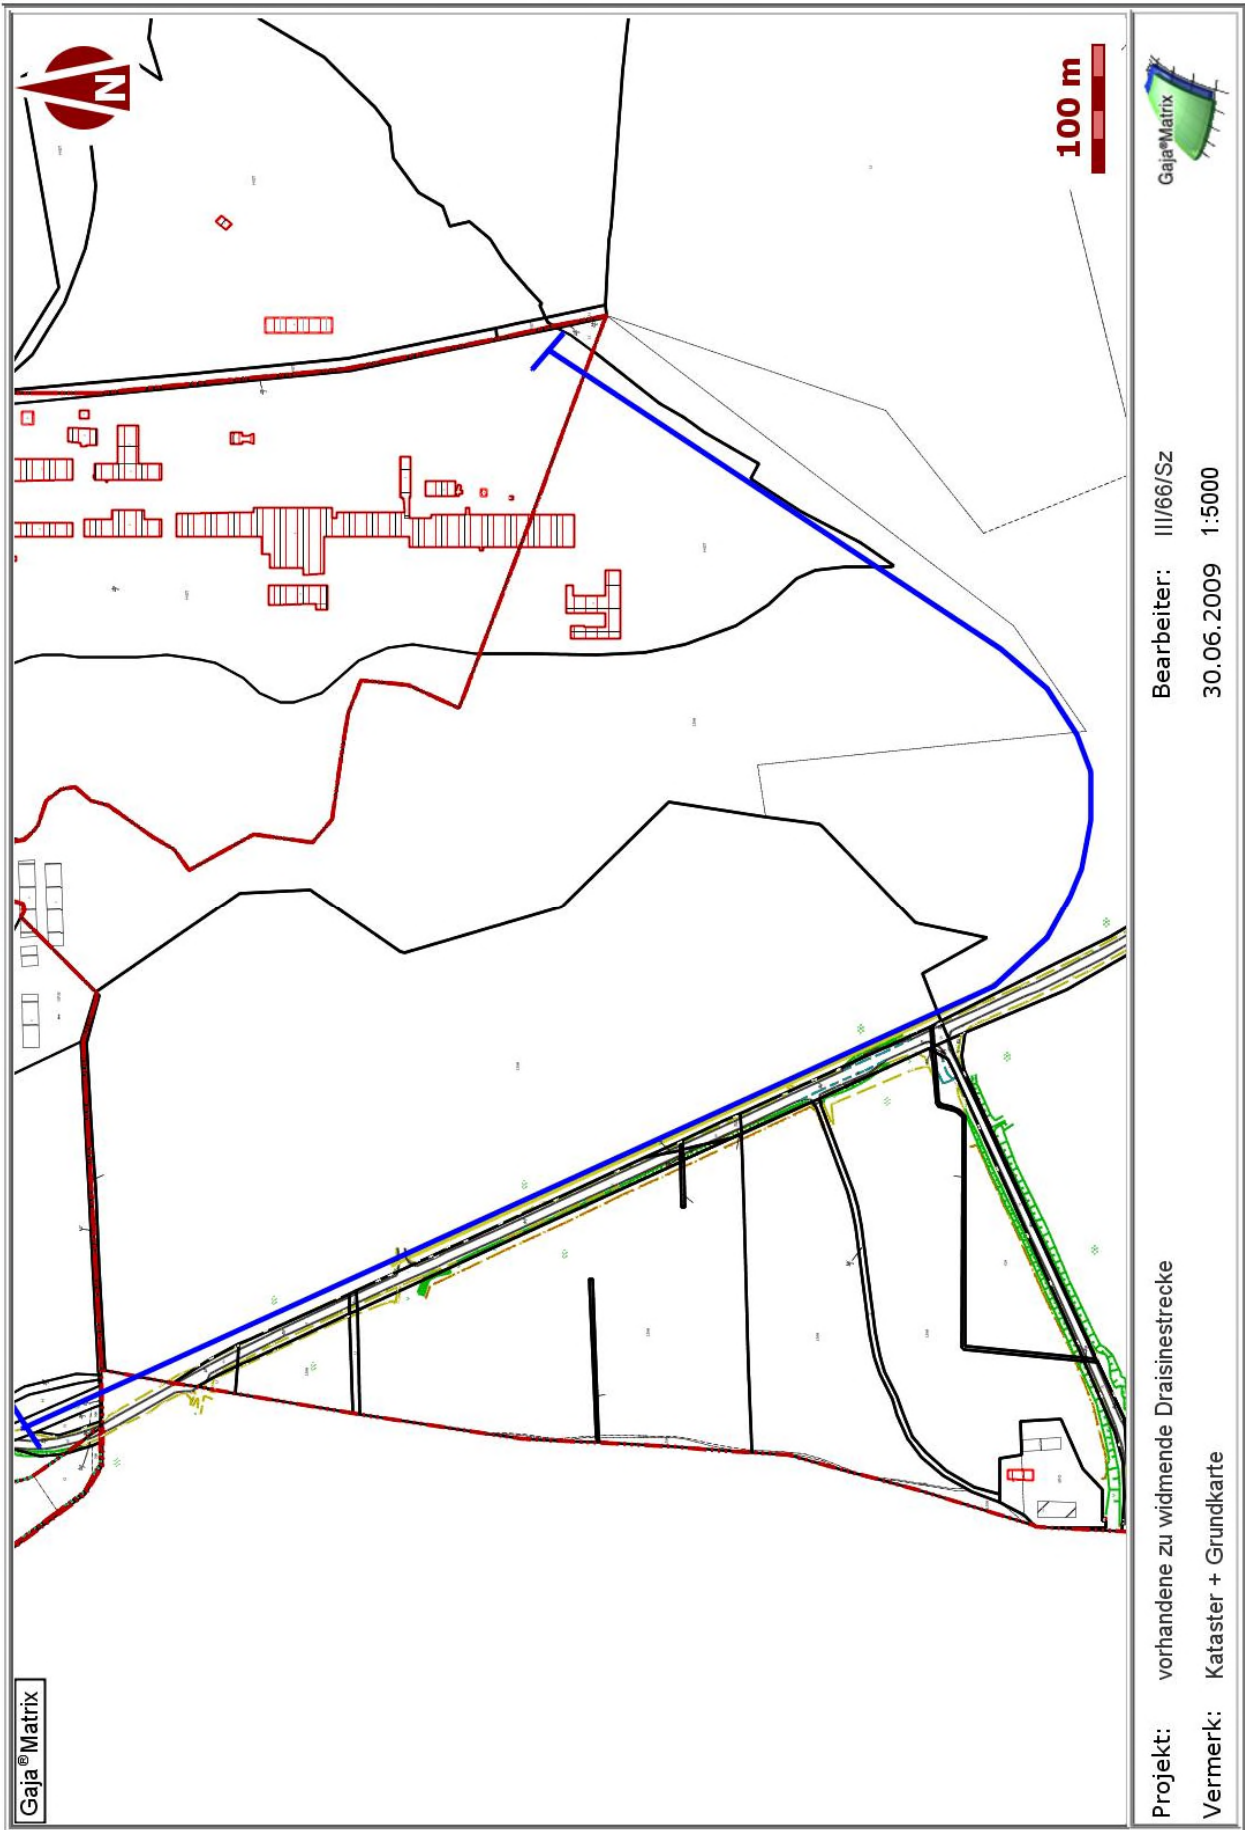 Gaja®Matrix
N
100 m
Projekt: vorhandene zu widmende Draisinestrecke
Bearbeiter: III/66/Sz
Vermerk: Kataster + Grundkarte
30.06.2009 1:5000
Gaja®Matrix